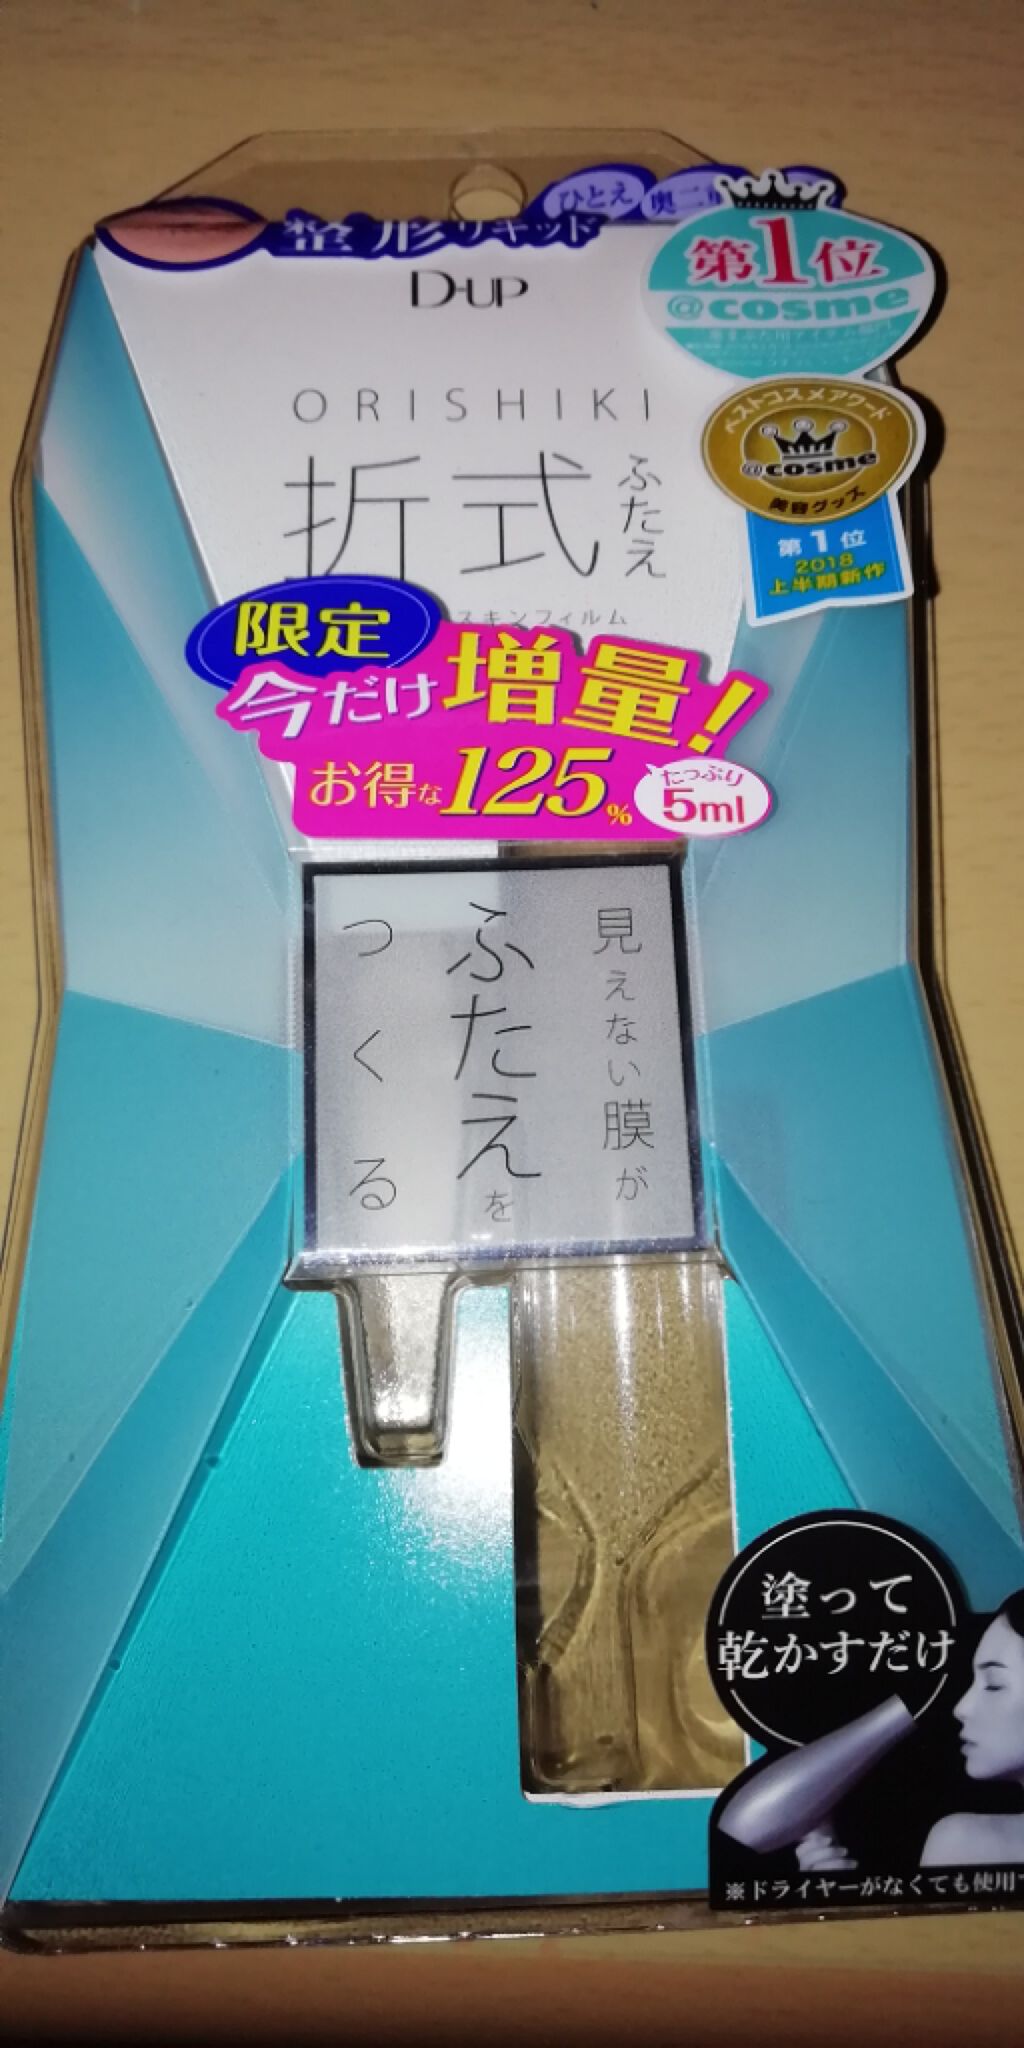 ひとえ 奥二
整形リキッド
D-UP
第1位
@cosme
ORISHIKI
折式
ふたえ
スキンフィルム
ベストコスメアワード
@cosme
美容グッズ
第1位
2018
上半期新作
限定
今だけ増量!
お得な125%
たっぷり
5ml
見えない膜が
ふたえを
つくる
塗って
乾かすだけ
※ドライヤーがなくても使用